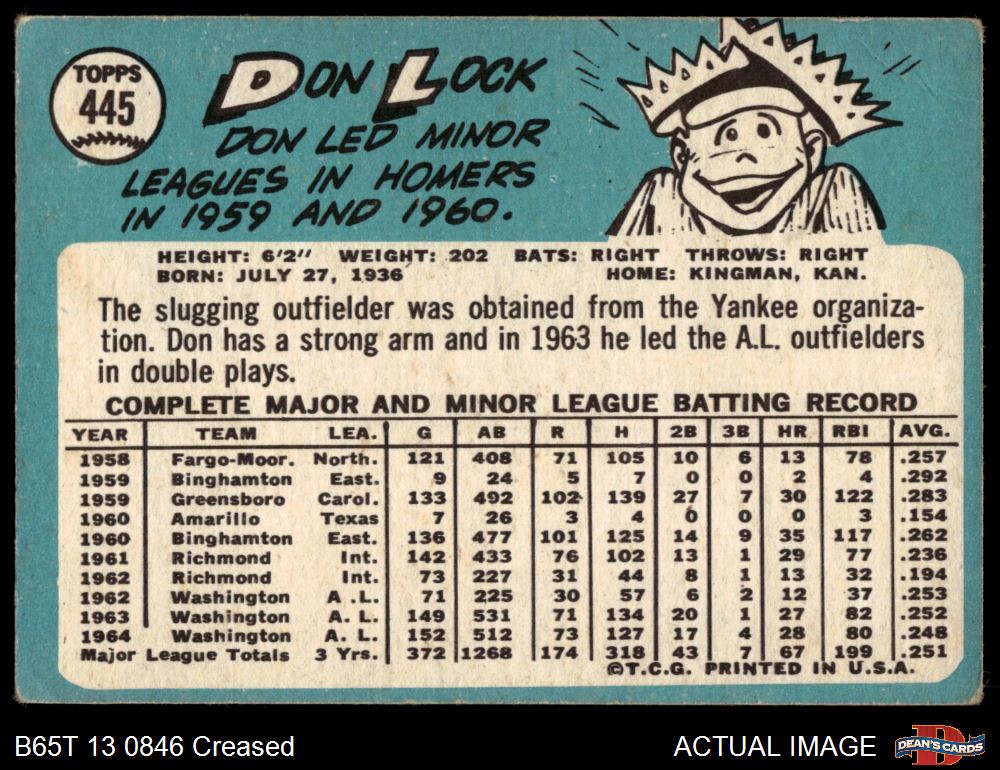 TOPPS
445
DON LOCK
DON LED MINOR
LEAGUES IN HOMERS
IN 1959 AND 1960.
HEIGHT: 6'2" WEIGHT: 202 BATS: RIGHT THROWS: RIGHT
BORN: JULY 27, 1936 HOME: KINGMAN, KAN.
The slugging outfielder was obtained from the Yankee organiza-
tion. Don has a strong arm and in 1963 he led the A.L. outfielders
in double plays.
COMPLETE MAJOR AND MINOR LEAGUE BATTING RECORD
YEAR TEAM LEA. G AB R H 2B 3B HR RBI AVG.
1958 Fargo-Moor. North. 121 408 71 105 10 6 13 78 .257
1959 Binghamton East. 9 24 5 7 0 0 2 4 .292
1959 Greensboro Carol. 133 492 102 139 27 7 30 122 .283
1960 Amarillo Texas 7 26 3 4 0 0 0 3 .154
1960 Binghamton East. 136 477 101 125 14 9 35 117 .262
1961 Richmond Int. 142 433 76 102 13 1 29 77 .236
1962 Richmond Int. 73 227 31 44 8 1 13 32 .194
1962 Washington A .L. 71 225 30 57 6 2 12 37 .253
1963 Washington A. L. 149 531 71 134 20 1 27 82 .252
1964 Washington A. L. 152 512 73 127 17 4 28 80 .248
Major League Totals 3 Yrs. 372 1268 174 318 43 7 67 199 .251
©T.C.G. PRINTED IN U.S.A.
B65T 13 0846 Creased ACTUAL IMAGE
DEAN'S CARDS